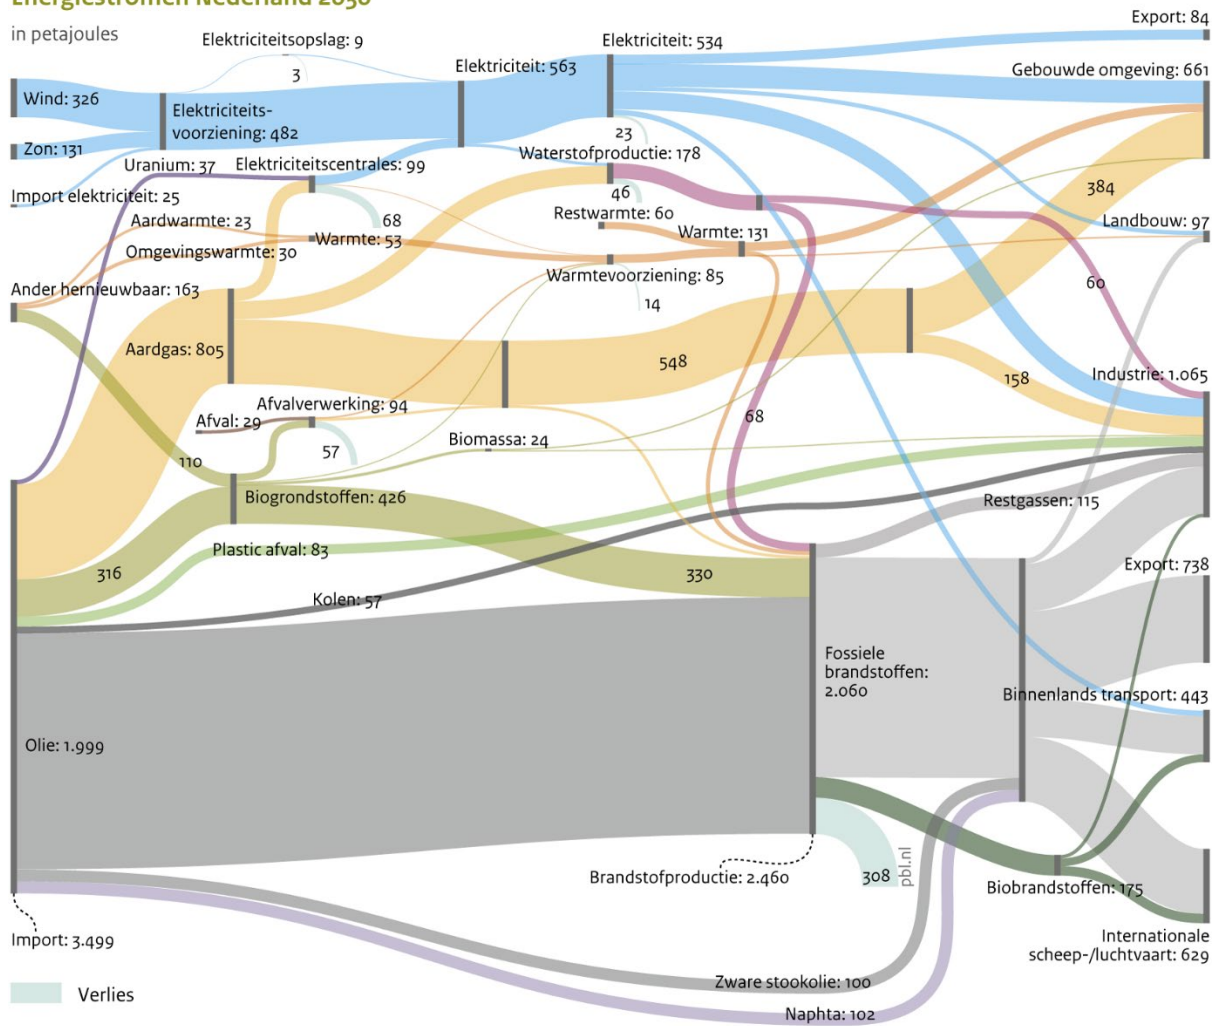 Energiestromen Nederland 2030
in petajoules
Export: 84
Elektriciteitsopslag: 9
Elektriciteit: 534
3
Elektriciteit: 563
Gebouwde omgeving: 661
Wind: 326
Elektriciteits-
voorziening: 482
23
Zon: 131
Uranium: 37
Elektriciteitscentrales: 99
Waterstofproductie: 178
Import elektriciteit: 25
46
384
Aardwarmte: 23
68
Restwarmte: 60
Landbouw: 97
Warmte: 53
Warmte: 131
Omgevingswarmte: 30
Warmtevoorziening: 85
60
Ander hernieuwbaar: 163
14
Aardgas: 805
548
Industrie: 1.065
158
Afvalverwerking: 94
Afval: 29
68
Biomassa: 24
57
110
Biogrondstoffen: 426
Restgassen: 115
Plastic afval: 83
Export: 738
316
330
Kolen: 57
Fossiele
brandstoffen:
2.060
Binnenlands transport: 443
Olie: 1.999
pbl.nl
Brandstofproductie: 2.460
308
Biobrandstoffen: 175
Import: 3.499
Internationale
scheep-/luchtvaart: 629
Zware stookolie: 100
Verlies
Naphta: 102